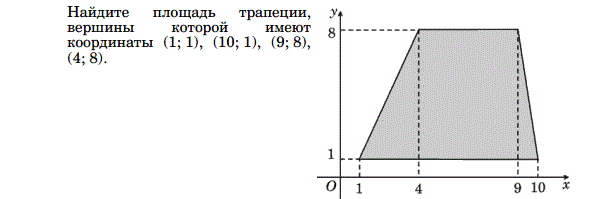 Найдите площадь трапеции,
вершины которой имеют
координаты (1; 1), (10; 1), (9; 8),
(4; 8).
y
8
1
O 1 4 9 10 x